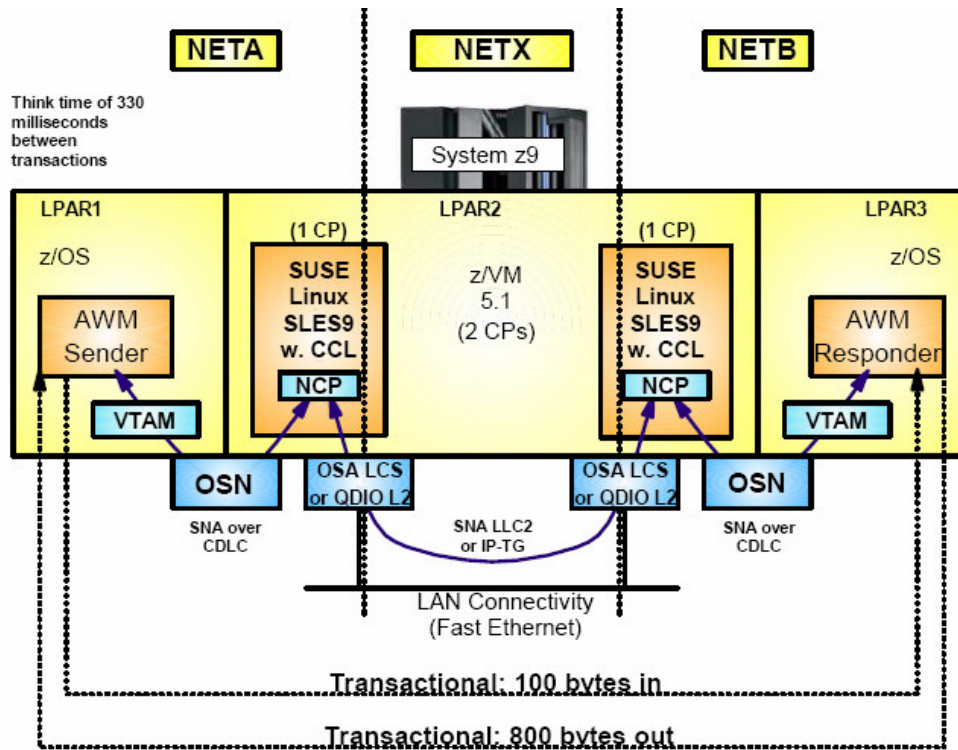 NETA
NETX
NETB
Think time of 330
milliseconds
between
transactions
System z9
LPAR1
LPAR2
LPAR3
z/OS
(1 CP)
SUSE
Linux
SLES9
w. CCL
NCP
z/VM
5.1
(2 CPs)
(1 CP)
SUSE
Linux
SLES9
w. CCL
NCP
z/OS
AWM
Sender
AWM
Responder
VTAM
VTAM
OSN
OSA LCS
or QDIO L2
OSA LCS
or QDIO L2
OSN
SNA over
CDLC
SNA LLC2
or IP-TG
SNA over
CDLC
LAN Connectivity
(Fast Ethernet)
Transactional: 100 bytes in
Transactional: 800 bytes out